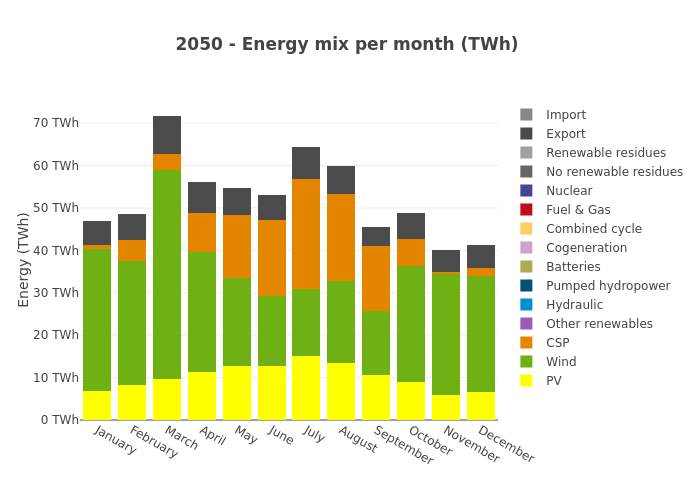 2050 - Energy mix per month (TWh)
Energy (TWh)
70 TWh
60 TWh
50 TWh
40 TWh
30 TWh
20 TWh
10 TWh
0 TWh
January
February
March
April
May
June
July
August
September
October
November
December
Import
Export
Renewable residues
No renewable residues
Nuclear
Fuel & Gas
Combined cycle
Cogeneration
Batteries
Pumped hydropower
Hydraulic
Other renewables
CSP
Wind
PV